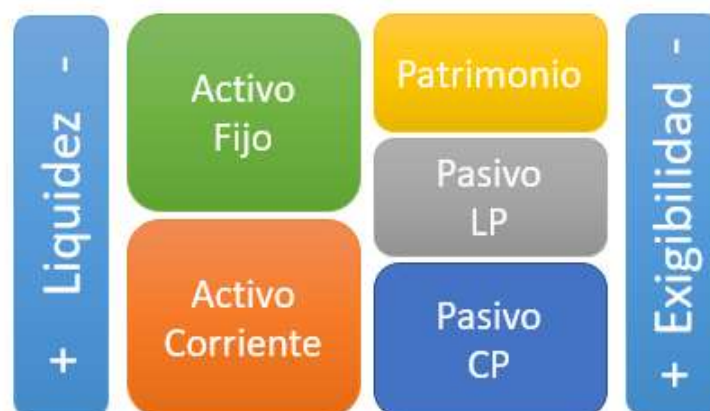 + Liquidez -
Activo
Fijo
Activo
Corriente
Patrimonio
Pasivo
LP
Pasivo
CP
+ Exigibilidad -